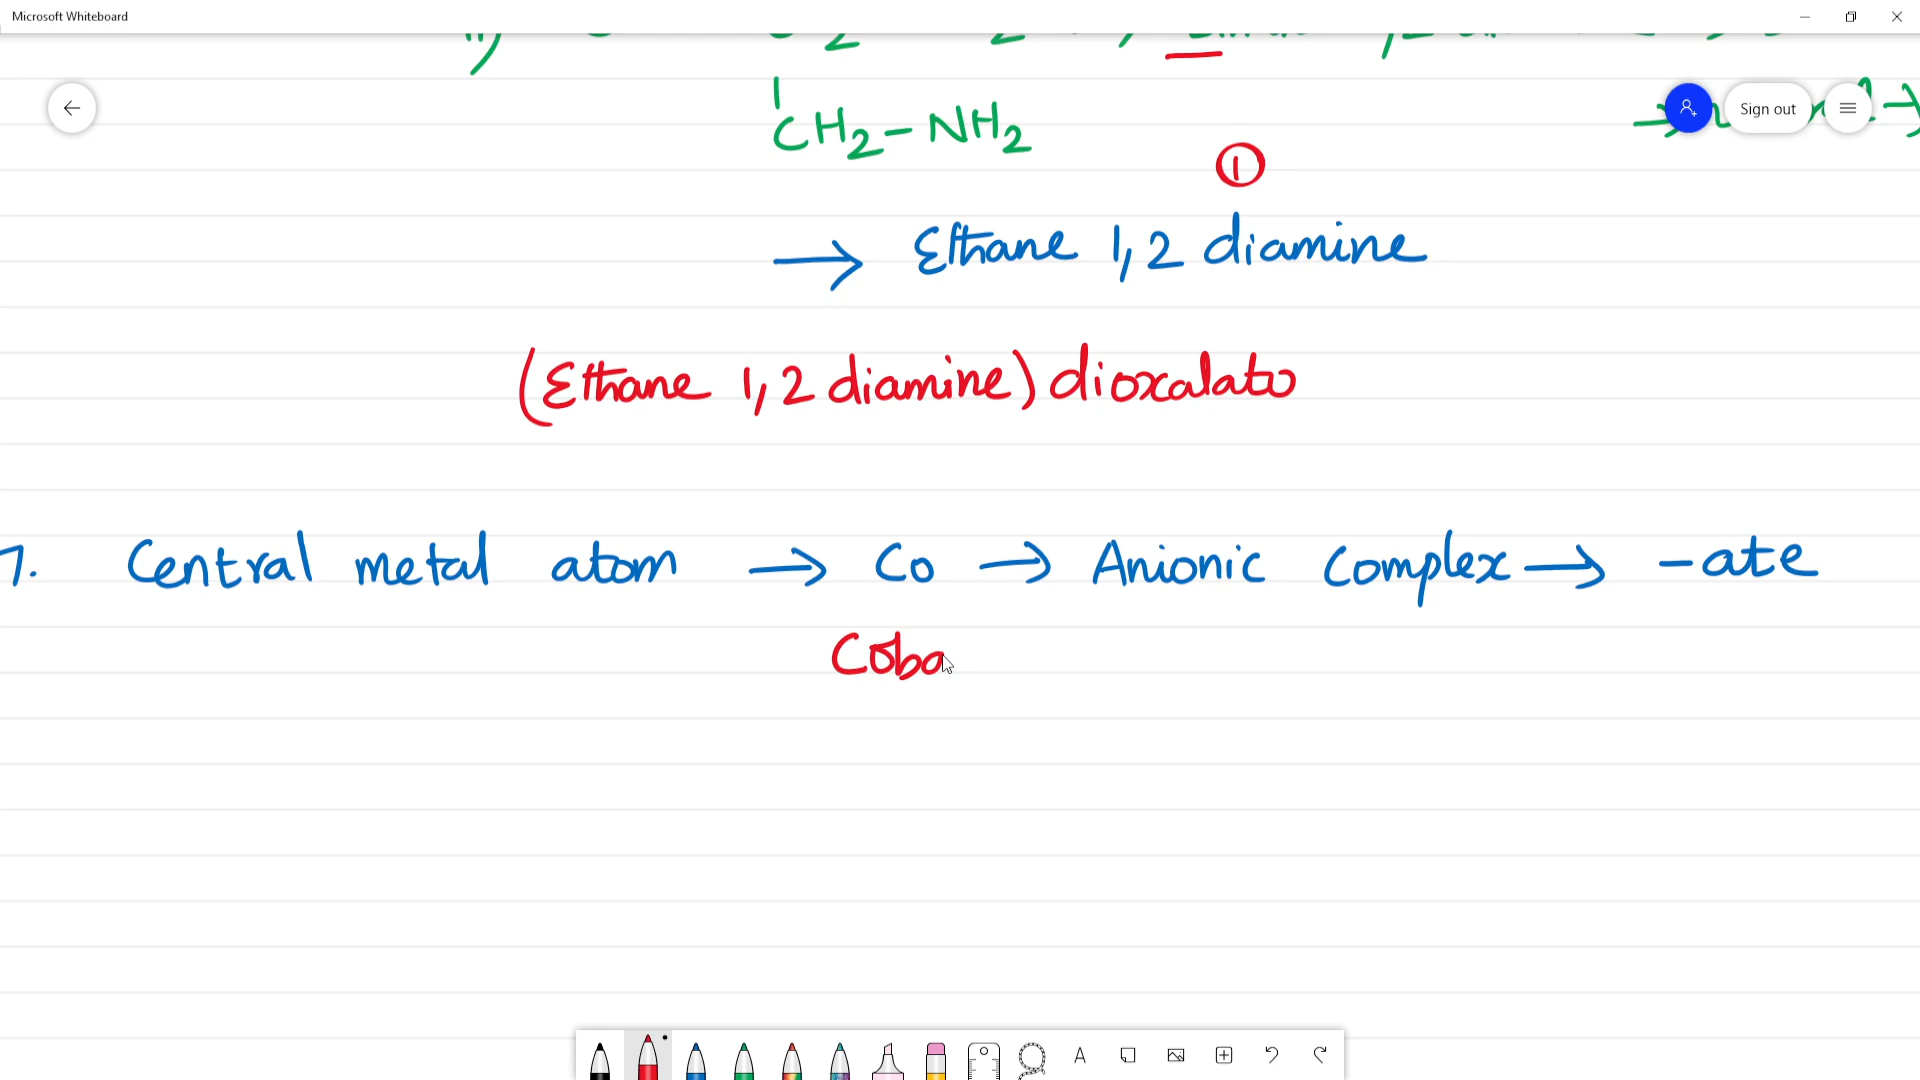 Microsoft Whiteboard
Sign out
CH2-NH2
①
→ Ethane 1,2 diamine
(Ethane 1,2 diamine) dioxalato
7. Central metal atom → Co → Anionic complex → -ate
Coba
A